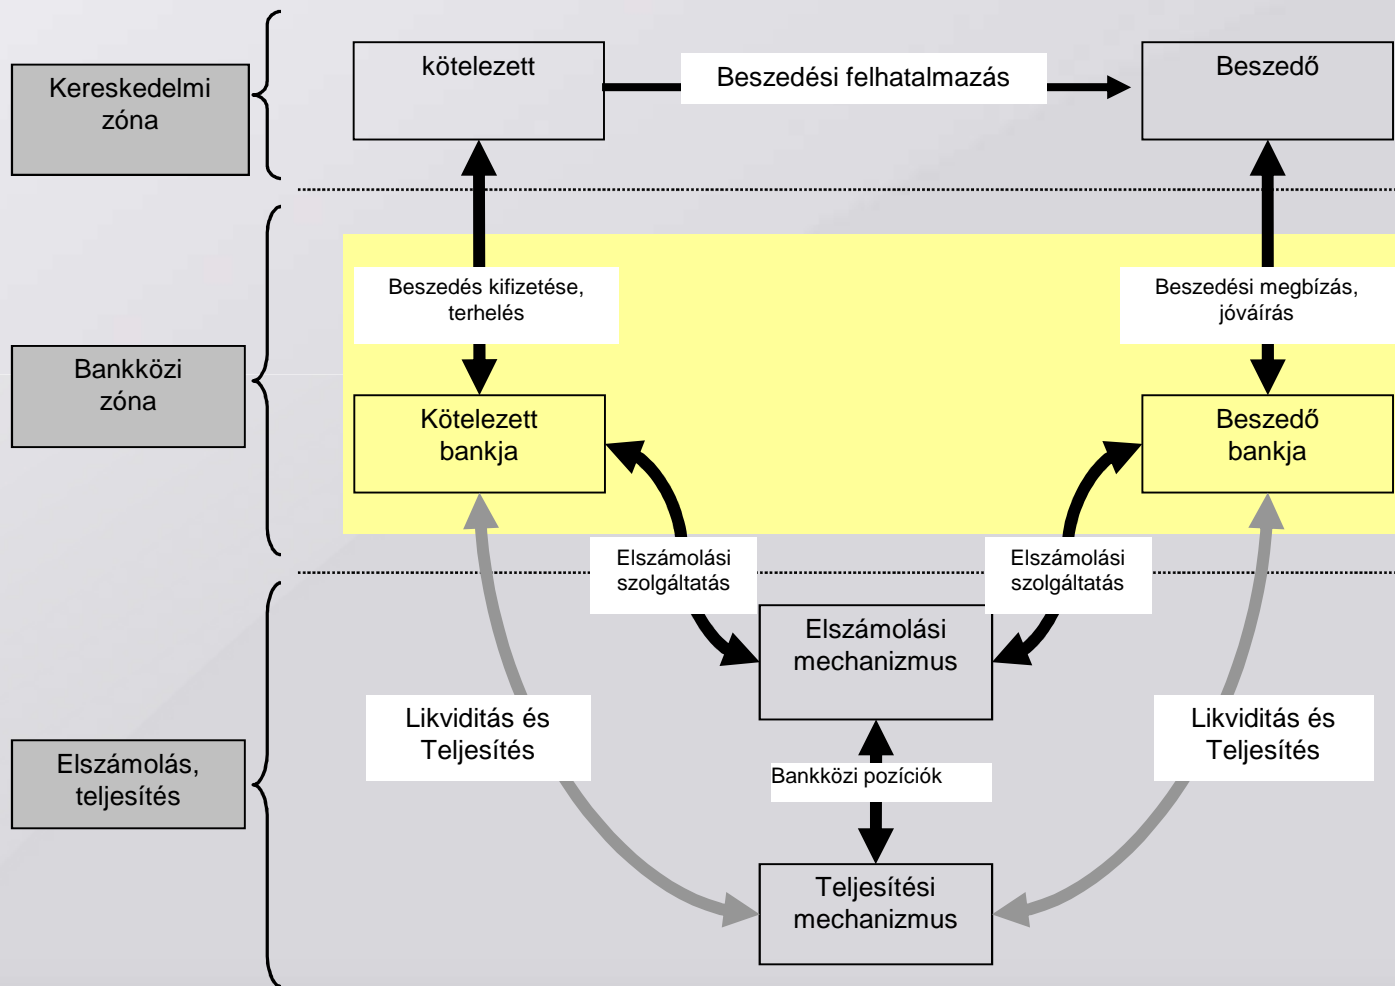 kötelezett
Beszedési felhatalmazás
Beszedő
Kereskedelmi
zóna
Beszedés kifizetése,
terhelés
Beszedési megbízás,
jóváírás
Bankközi
zóna
Kötelezett
bankja
Beszedő
bankja
Elszámolási
szolgáltatás
Elszámolási
szolgáltatás
Elszámolási
mechanizmus
Likviditás és
Teljesítés
Likviditás és
Teljesítés
Elszámolás,
teljesítés
Bankközi pozíciók
Teljesítési
mechanizmus